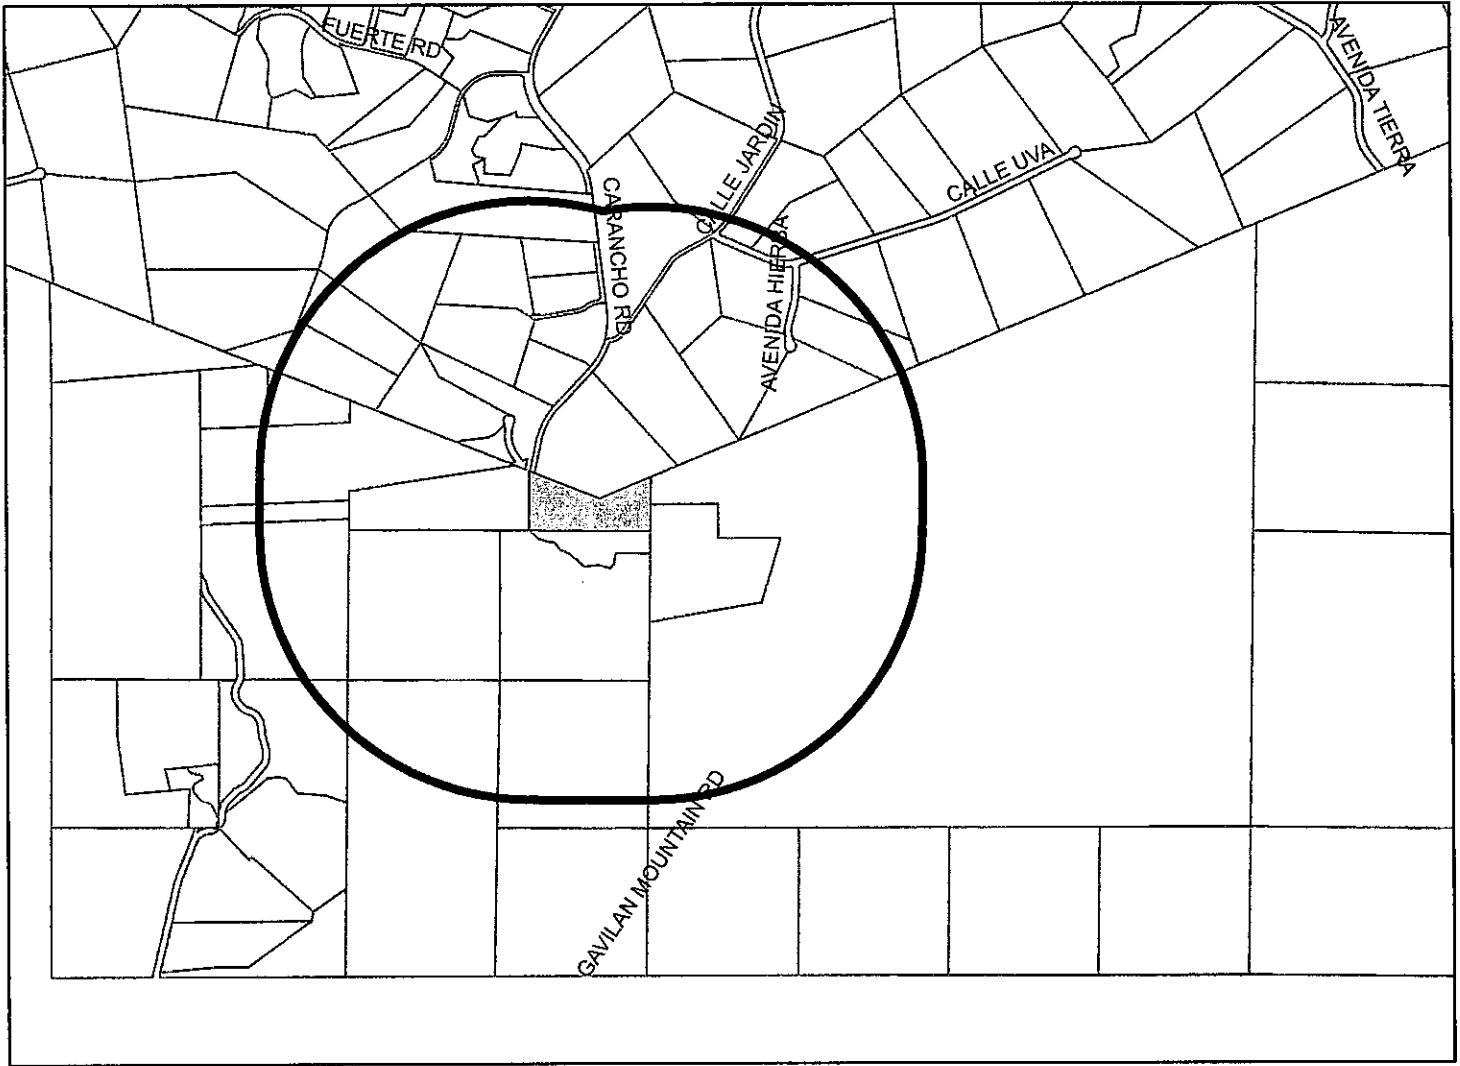 FUERTE RD
AVENIDA TIERRA
CALLE JARDIN
CALLE UVA
CARANCHO RD
AVENIDA HIERBA
GAVILAN MOUNTAIN RD